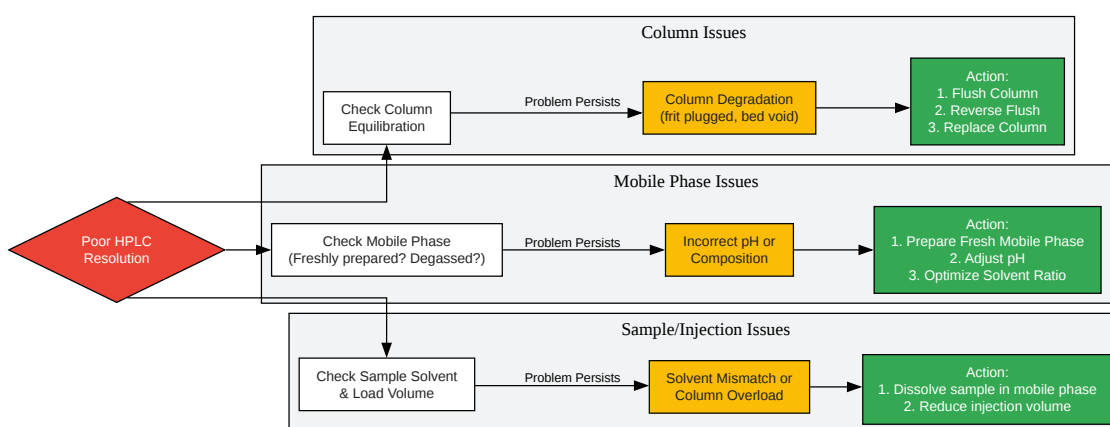 Column Issues
Check Column
Equilibration
Problem Persists
Column Degradation
(frit plugged, bed void)
Action:
1. Flush Column
2. Reverse Flush
3. Replace Column
Mobile Phase Issues
Poor HPLC
Resolution
Check Mobile Phase
(Freshly prepared? Degassed?)
Problem Persists
Incorrect pH or
Composition
Action:
1. Prepare Fresh Mobile Phase
2. Adjust pH
3. Optimize Solvent Ratio
Sample/Injection Issues
Check Sample Solvent
& Load Volume
Problem Persists
Solvent Mismatch or
Column Overload
Action:
1. Dissolve sample in mobile phase
2. Reduce injection volume